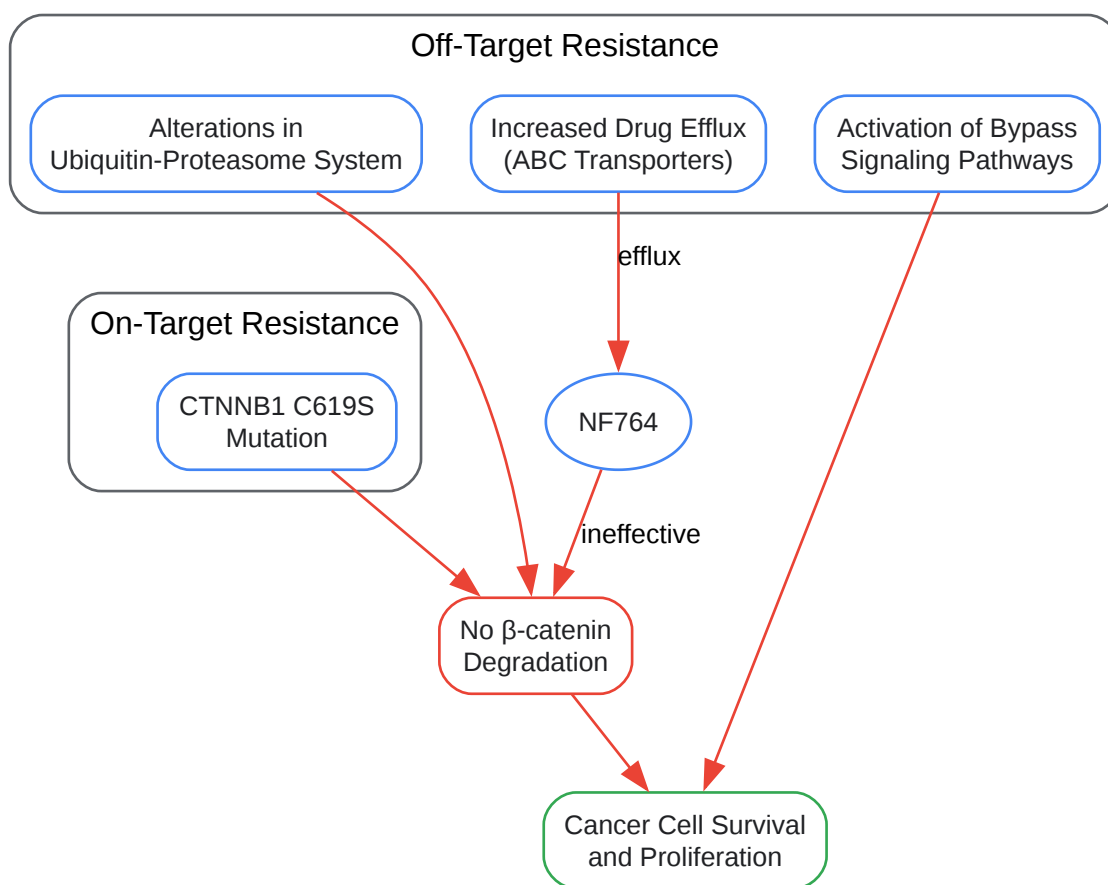 Off-Target Resistance
Alterations in
Ubiquitin-Proteasome System
Increased Drug Efflux
(ABC Transporters)
Activation of Bypass
Signaling Pathways
efflux
On-Target Resistance
CTNNB1 C619S
Mutation
NF764
ineffective
No β-catenin
Degradation
Cancer Cell Survival
and Proliferation